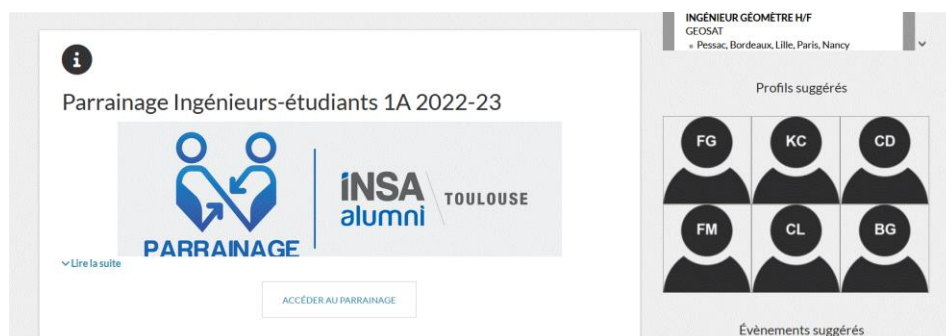 Parrainage Ingénieurs-étudiants 1A 2022-23
PARRAINAGE
iNSA
alumni
TOULOUSE
Lire la suite
ACCÉDER AU PARRAINAGE
INGÉNIEUR GÉOMÈTRE H/F
GEOSAT
Pessac, Bordeaux, Lille, Paris, Nancy
Profils suggérés
FG KC CD
FM CL BG
Évènements suggérés